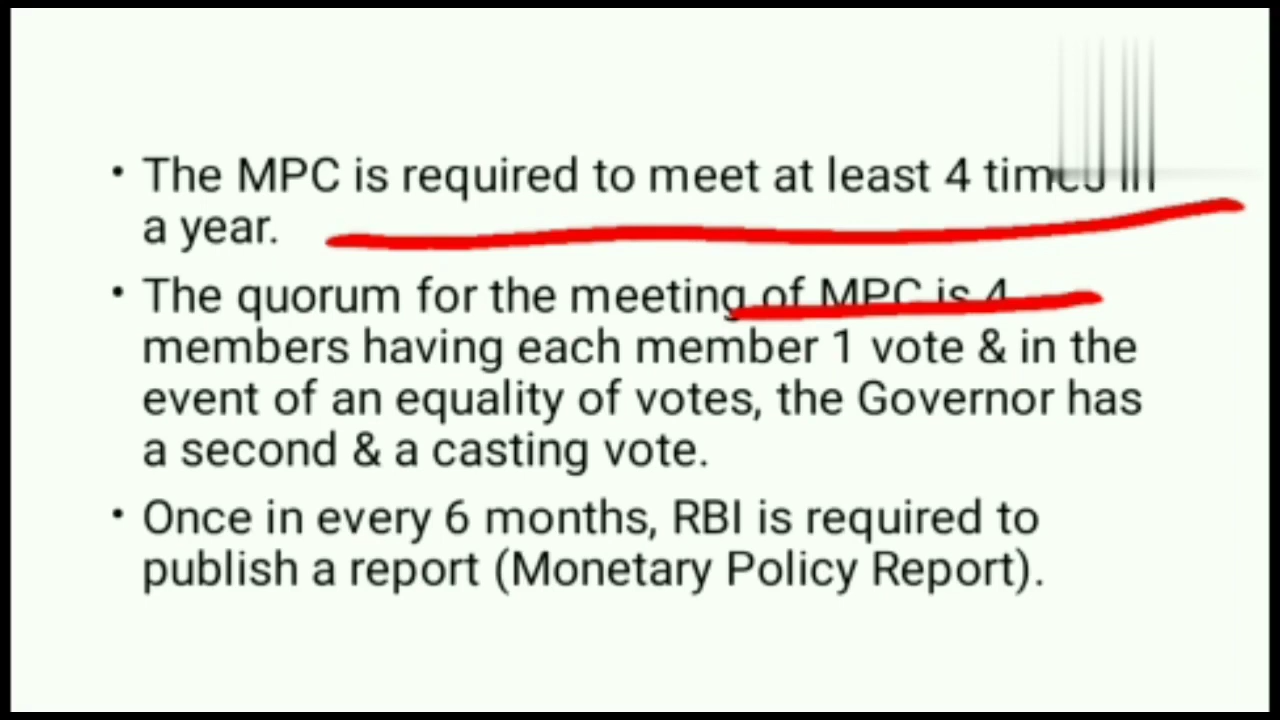 • The MPC is required to meet at least 4 times in
a year.
• The quorum for the meeting of MPC is 4
members having each member 1 vote & in the
event of an equality of votes, the Governor has
a second & a casting vote.
• Once in every 6 months, RBI is required to
publish a report (Monetary Policy Report).